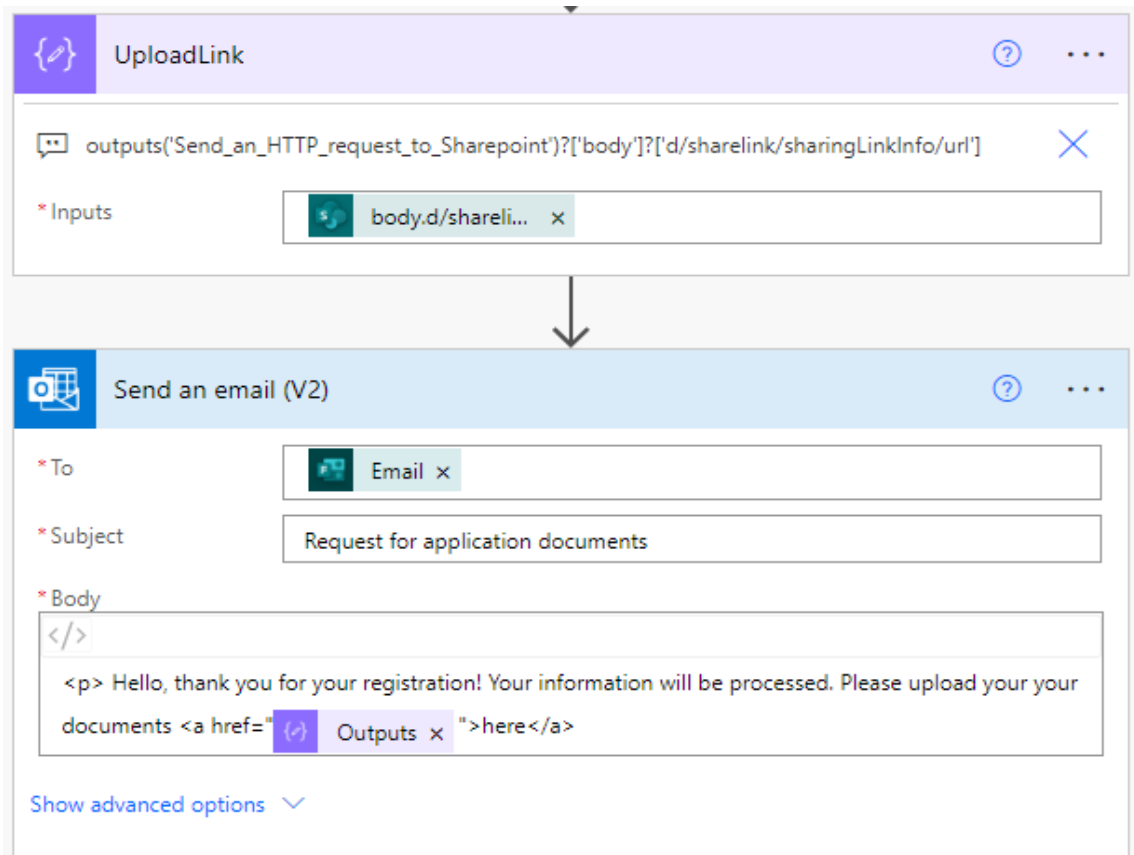 UploadLink
outputs('Send_an_HTTP_request_to_Sharepoint')?['body']?['d/sharelink/sharingLinkInfo/url']
* Inputs
body.d/shareli... ×
Send an email (V2)
* To
Email ×
* Subject
Request for application documents
* Body
</>
<p> Hello, thank you for your registration! Your information will be processed. Please upload your your
documents <a href=" Outputs × ">here</a>
Show advanced options